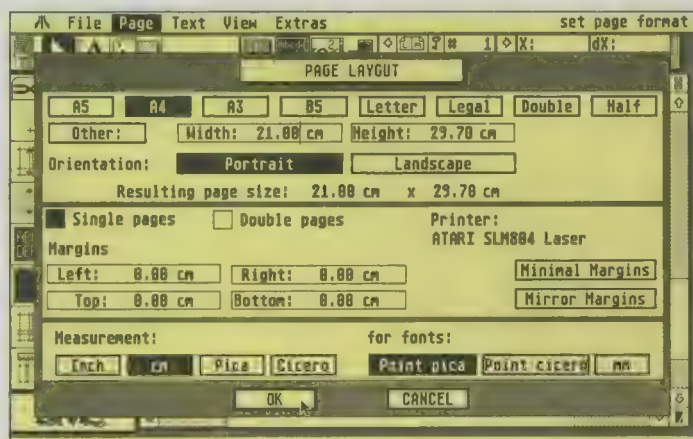 File Page Text View Extras set page format
# 1 X: dX:
PAGE LAYOUT
A5 A4 A3 B5 Letter Legal Double Half
Other: Width: 21.00 cm Height: 29.70 cm
Orientation: Portrait Landscape
Resulting page size: 21.00 cm x 29.70 cm
Single pages Double pages Printer:
ATARI SLM804 Laser
Margins
Left: 0.00 cm Right: 0.00 cm Minimal Margins
Top: 0.00 cm Bottom: 0.00 cm Mirror Margins
Measurement: for fonts:
Inch cm Pica Cicero Point pica Point cicero mm
OK CANCEL